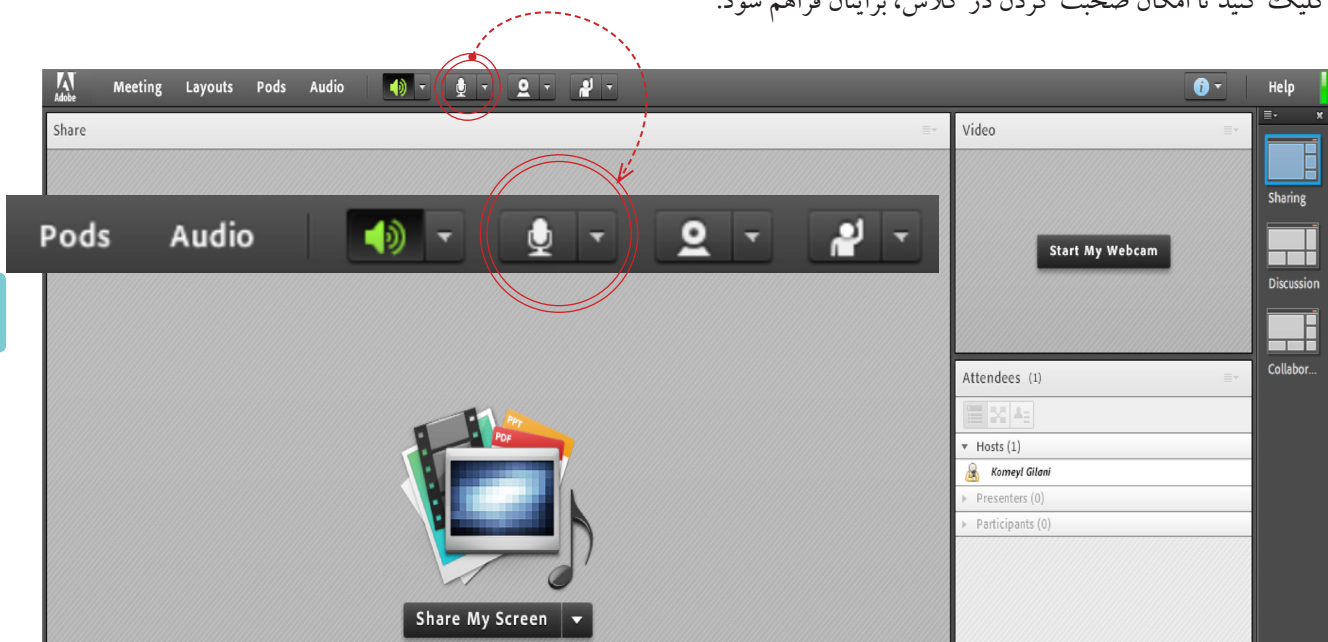 کلیک کنید تا امکان صحبت کردن در کلاس، برایتان فراهم شود.
Adobe Meeting Layouts Pods Audio Help
Share
Video
Sharing
Pods Audio
Start My Webcam
Discussion
Attendees (1)
Collabor...
PPT
PDF
Hosts (1)
Komeyl Gilani
Presenters (0)
Participants (0)
Share My Screen